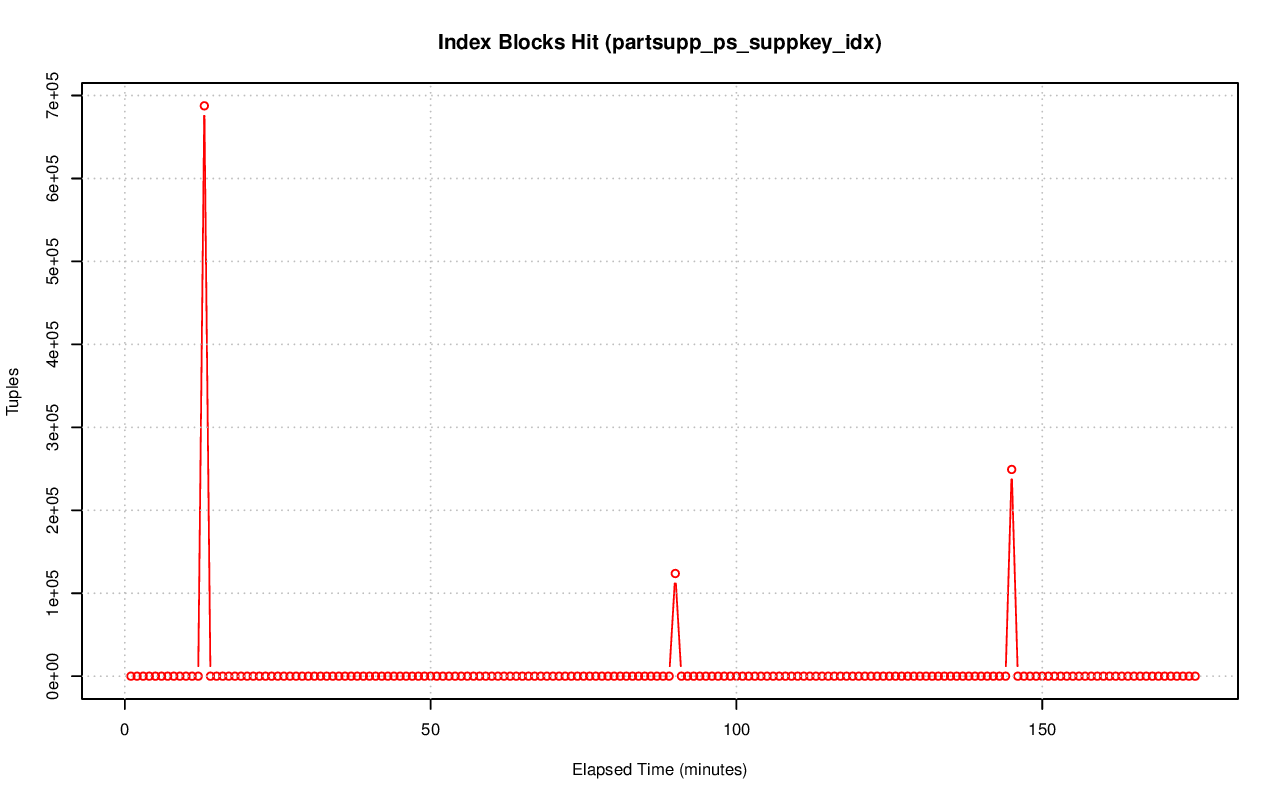 Index Blocks Hit (partsupp_ps_suppkey_idx)
7e+05
6e+05
5e+05
4e+05
3e+05
2e+05
1e+05
0e+00
Tuples
0 50 100 150
Elapsed Time (minutes)